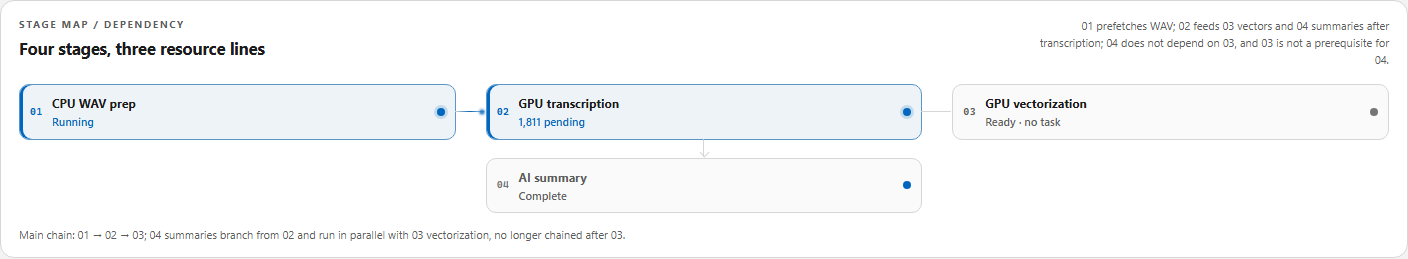 STAGE MAP / DEPENDENCY
Four stages, three resource lines
01 prefetches WAV; 02 feeds 03 vectors and 04 summaries after
transcription; 04 does not depend on 03, and 03 is not a prerequisite for
04.
01
CPU WAV prep
Running
02
GPU transcription
1,811 pending
03
GPU vectorization
Ready · no task
04
AI summary
Complete
Main chain: 01 → 02 → 03; 04 summaries branch from 02 and run in parallel with 03 vectorization, no longer chained after 03.